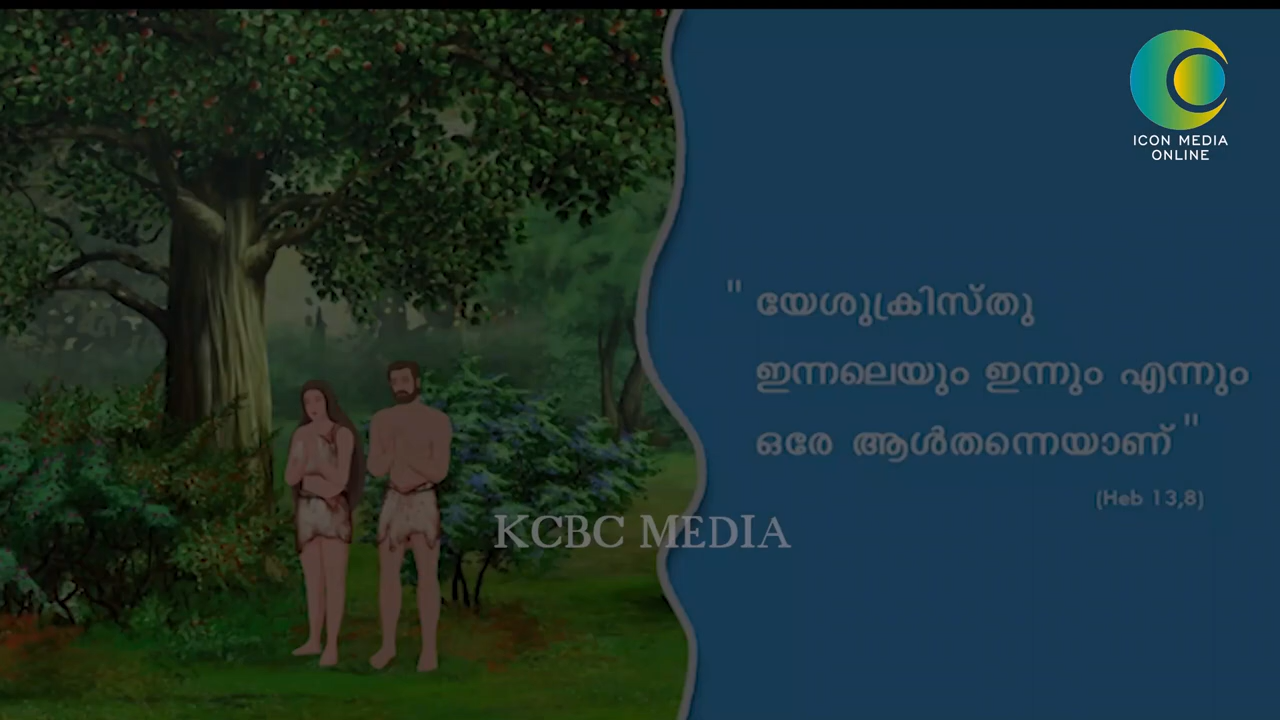 ICON MEDIA
ONLINE
" യേശുക്രിസ്തു
ഇന്നലെയും ഇന്നും എന്നും
ഒരേ ആൾതന്നെയാണ് "
(Heb 13,8)
KCBC MEDIA